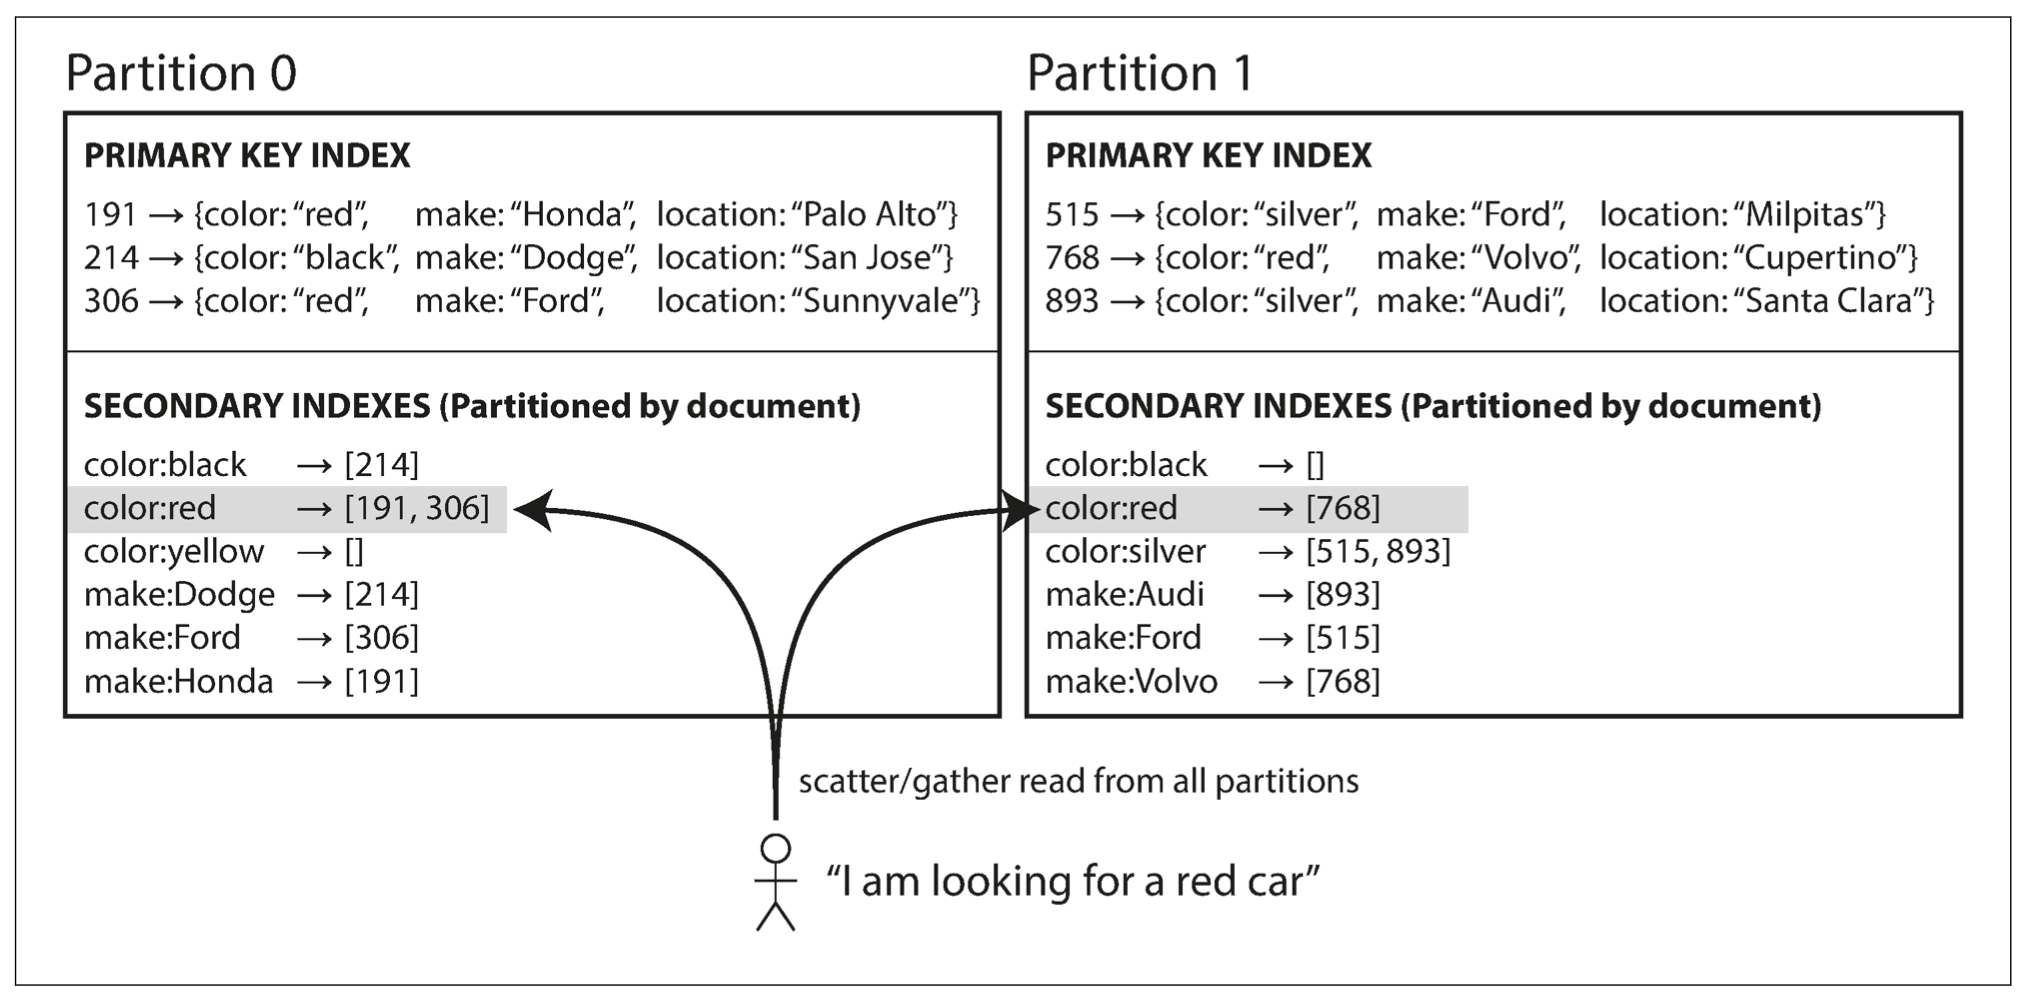 Partition 0
PRIMARY KEY INDEX
191 → {color: “red”, make: “Honda”, location: “Palo Alto”}
214 → {color: “black”, make: “Dodge”, location: “San Jose”}
306 → {color: “red”, make: “Ford”, location: “Sunnyvale”}
SECONDARY INDEXES (Partitioned by document)
color:black → [214]
color:red → [191, 306]
color:yellow → []
make:Dodge → [214]
make:Ford → [306]
make:Honda → [191]
Partition 1
PRIMARY KEY INDEX
515 → {color: “silver”, make: “Ford”, location: “Milpitas”}
768 → {color: “red”, make: “Volvo”, location: “Cupertino”}
893 → {color: “silver”, make: “Audi”, location: “Santa Clara”}
SECONDARY INDEXES (Partitioned by document)
color:black → []
color:red → [768]
color:silver → [515, 893]
make:Audi → [893]
make:Ford → [515]
make:Volvo → [768]
scatter/gather read from all partitions
“I am looking for a red car”